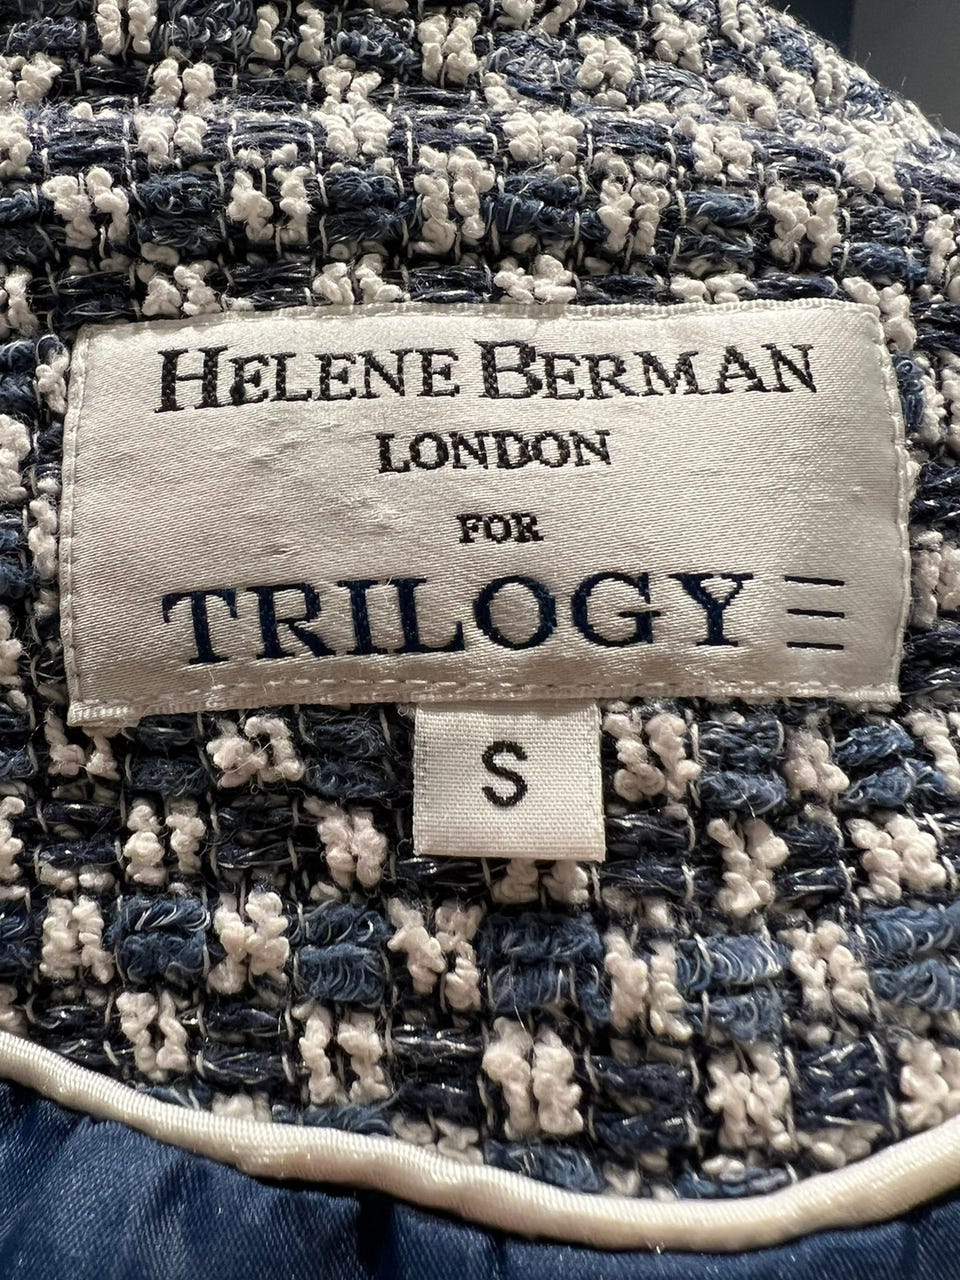 HELENE BERMAN
LONDON
FOR
TRILOGY
S